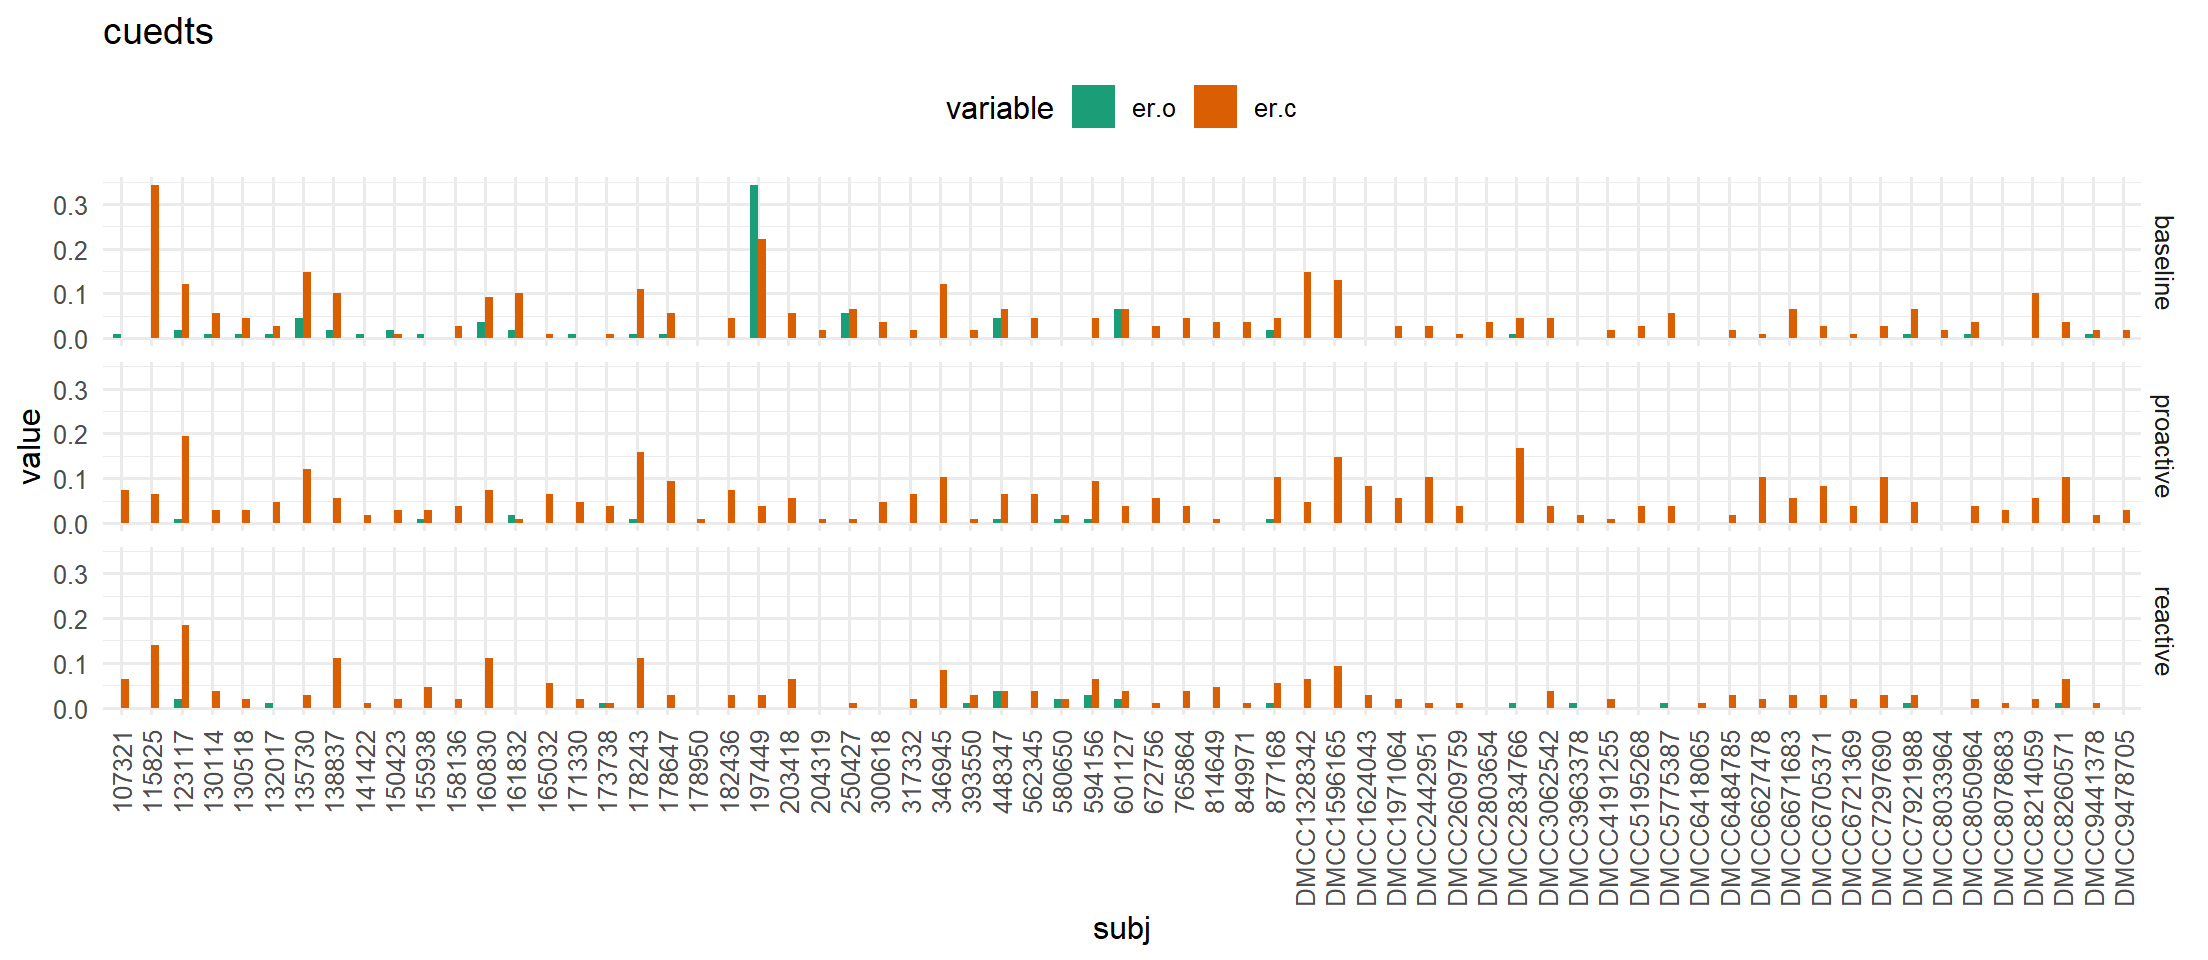 cuedts
variable er.o er.c
0.3
0.2
0.1
0.0
baseline
0.3
0.2
0.1
0.0
proactive
0.3
0.2
0.1
0.0
reactive
value
107321
115825
123117
130114
130518
132017
135730
138837
141422
150423
155938
158136
160830
161832
165032
171330
173738
178243
178647
178950
182436
197449
203418
204319
250427
300618
317332
346945
393550
448347
562345
580650
594156
601127
672756
765864
814649
849971
877168
DMCC1328342
DMCC1596165
DMCC1624043
DMCC1971064
DMCC2442951
DMCC2609759
DMCC2803654
DMCC2834766
DMCC3062542
DMCC3963378
DMCC4191255
DMCC5195268
DMCC5775387
DMCC6418065
DMCC6484785
DMCC6627478
DMCC6671683
DMCC6705371
DMCC6721369
DMCC7297690
DMCC7921988
DMCC8033964
DMCC8050964
DMCC8078683
DMCC8214059
DMCC8260571
DMCC9441378
DMCC9478705
subj